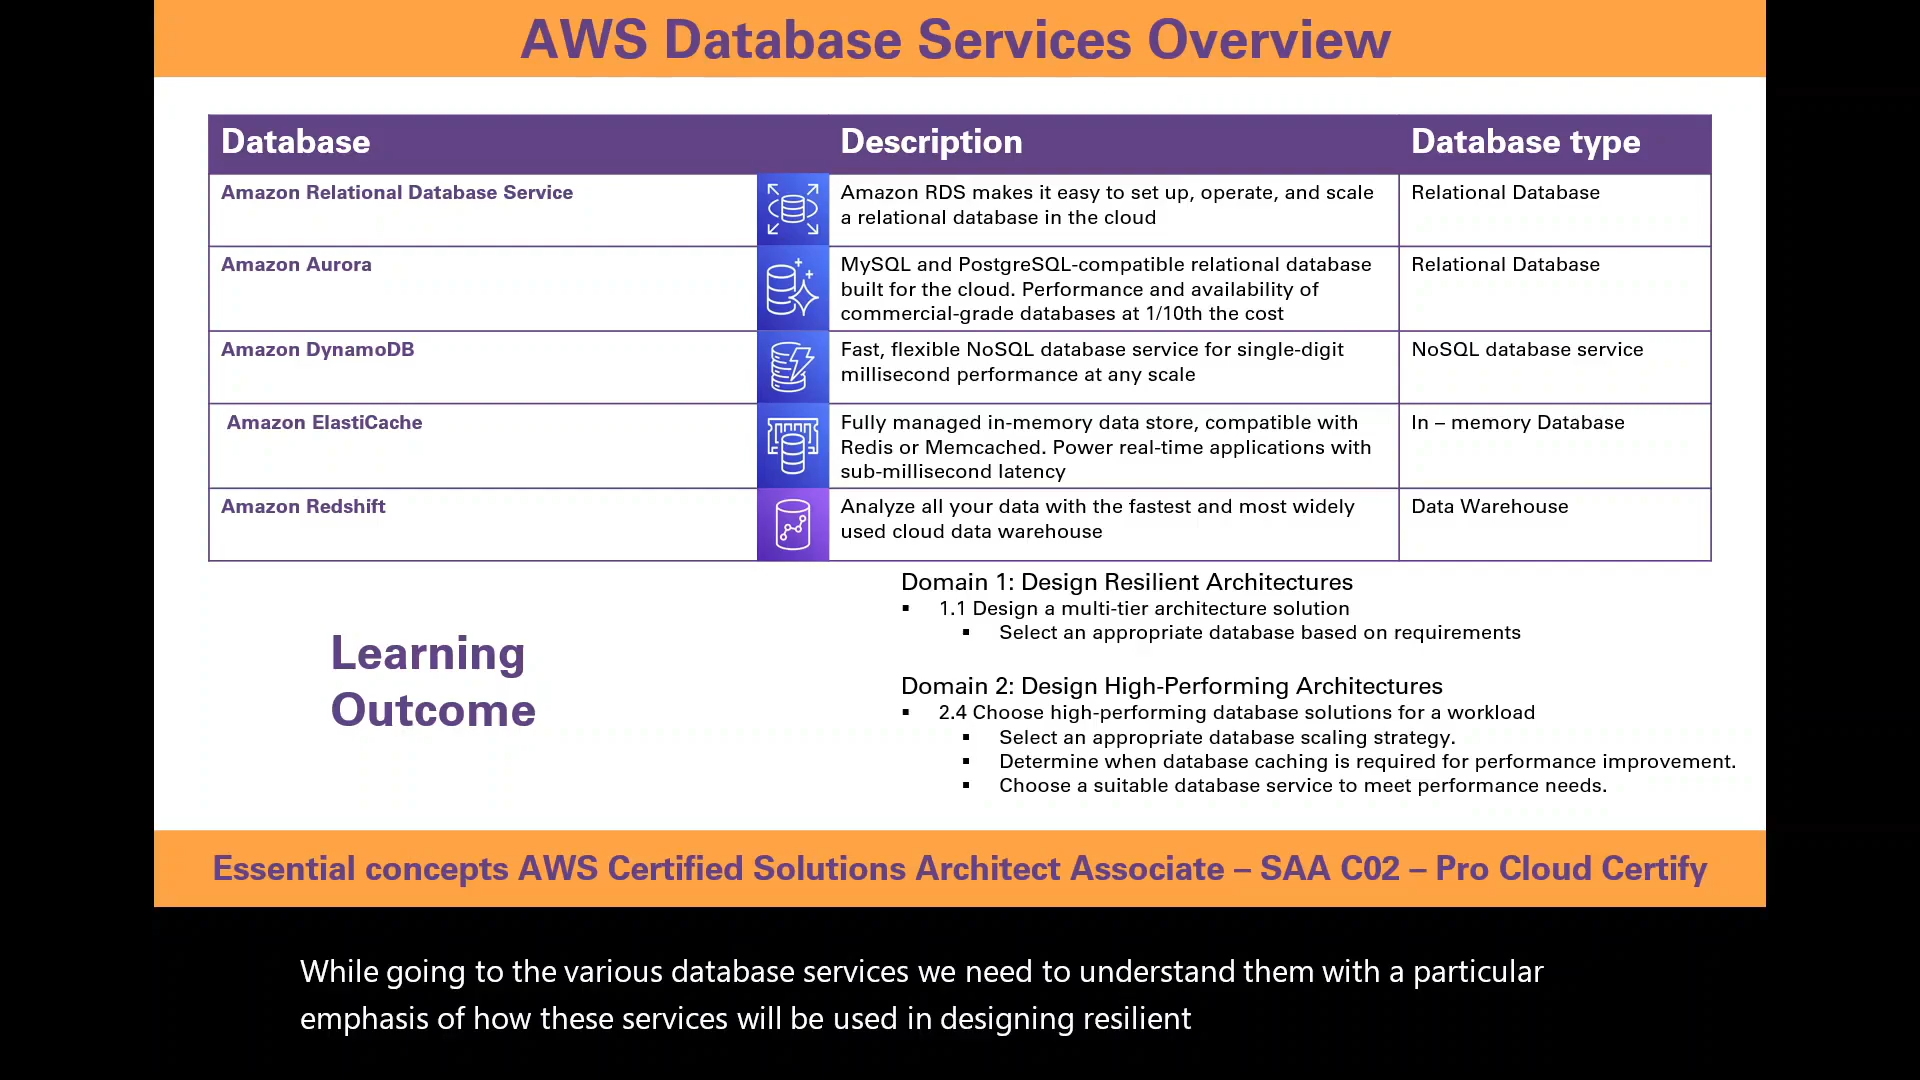 AWS Database Services Overview
Database Description Database type
Amazon Relational Database Service
Amazon RDS makes it easy to set up, operate, and scale
a relational database in the cloud
Relational Database
Amazon Aurora
MySQL and PostgreSQL-compatible relational database
built for the cloud. Performance and availability of
commercial-grade databases at 1/10th the cost
Relational Database
Amazon DynamoDB
Fast, flexible NoSQL database service for single-digit
millisecond performance at any scale
NoSQL database service
Amazon ElastiCache
Fully managed in-memory data store, compatible with
Redis or Memcached. Power real-time applications with
sub-millisecond latency
In – memory Database
Amazon Redshift
Analyze all your data with the fastest and most widely
used cloud data warehouse
Data Warehouse
Learning
Outcome
Domain 1: Design Resilient Architectures
▪ 1.1 Design a multi-tier architecture solution
▪ Select an appropriate database based on requirements
Domain 2: Design High-Performing Architectures
▪ 2.4 Choose high-performing database solutions for a workload
▪ Select an appropriate database scaling strategy.
▪ Determine when database caching is required for performance improvement.
▪ Choose a suitable database service to meet performance needs.
Essential concepts AWS Certified Solutions Architect Associate – SAA C02 – Pro Cloud Certify
While going to the various database services we need to understand them with a particular
emphasis of how these services will be used in designing resilient